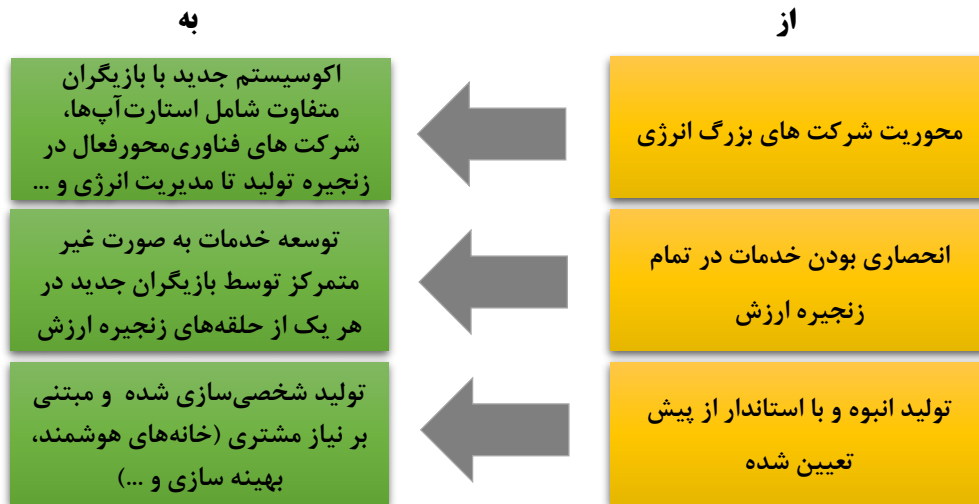 از
به
محوریت شرکت های بزرگ انرژی
اکوسیستم جدید با بازیگران
متفاوت شامل استارت‌آپ‌ها،
شرکت های فناوری‌محورفعال در
زنجیره تولید تا مدیریت انرژی و ...
انحصاری بودن خدمات در تمام
زنجیره ارزش
توسعه خدمات به صورت غیر
متمرکز توسط بازیگران جدید در
هر یک از حلقه‌های زنجیره ارزش
تولید انبوه و با استاندار از پیش
تعیین شده
تولید شخصی‌سازی شده و مبتنی
بر نیاز مشتری (خانه‌های هوشمند،
بهینه سازی و ...)